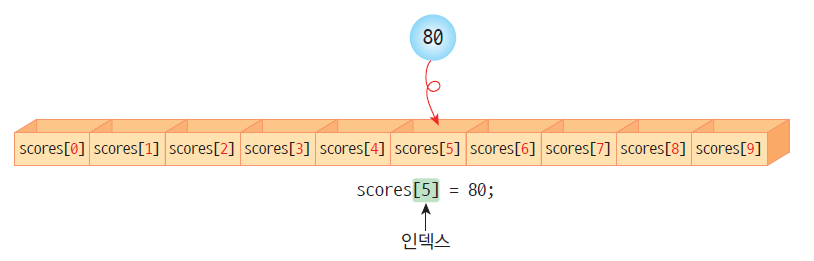 80
scores[0] scores[1] scores[2] scores[3] scores[4] scores[5] scores[6] scores[7] scores[8] scores[9]
scores[5] = 80;
인덱스